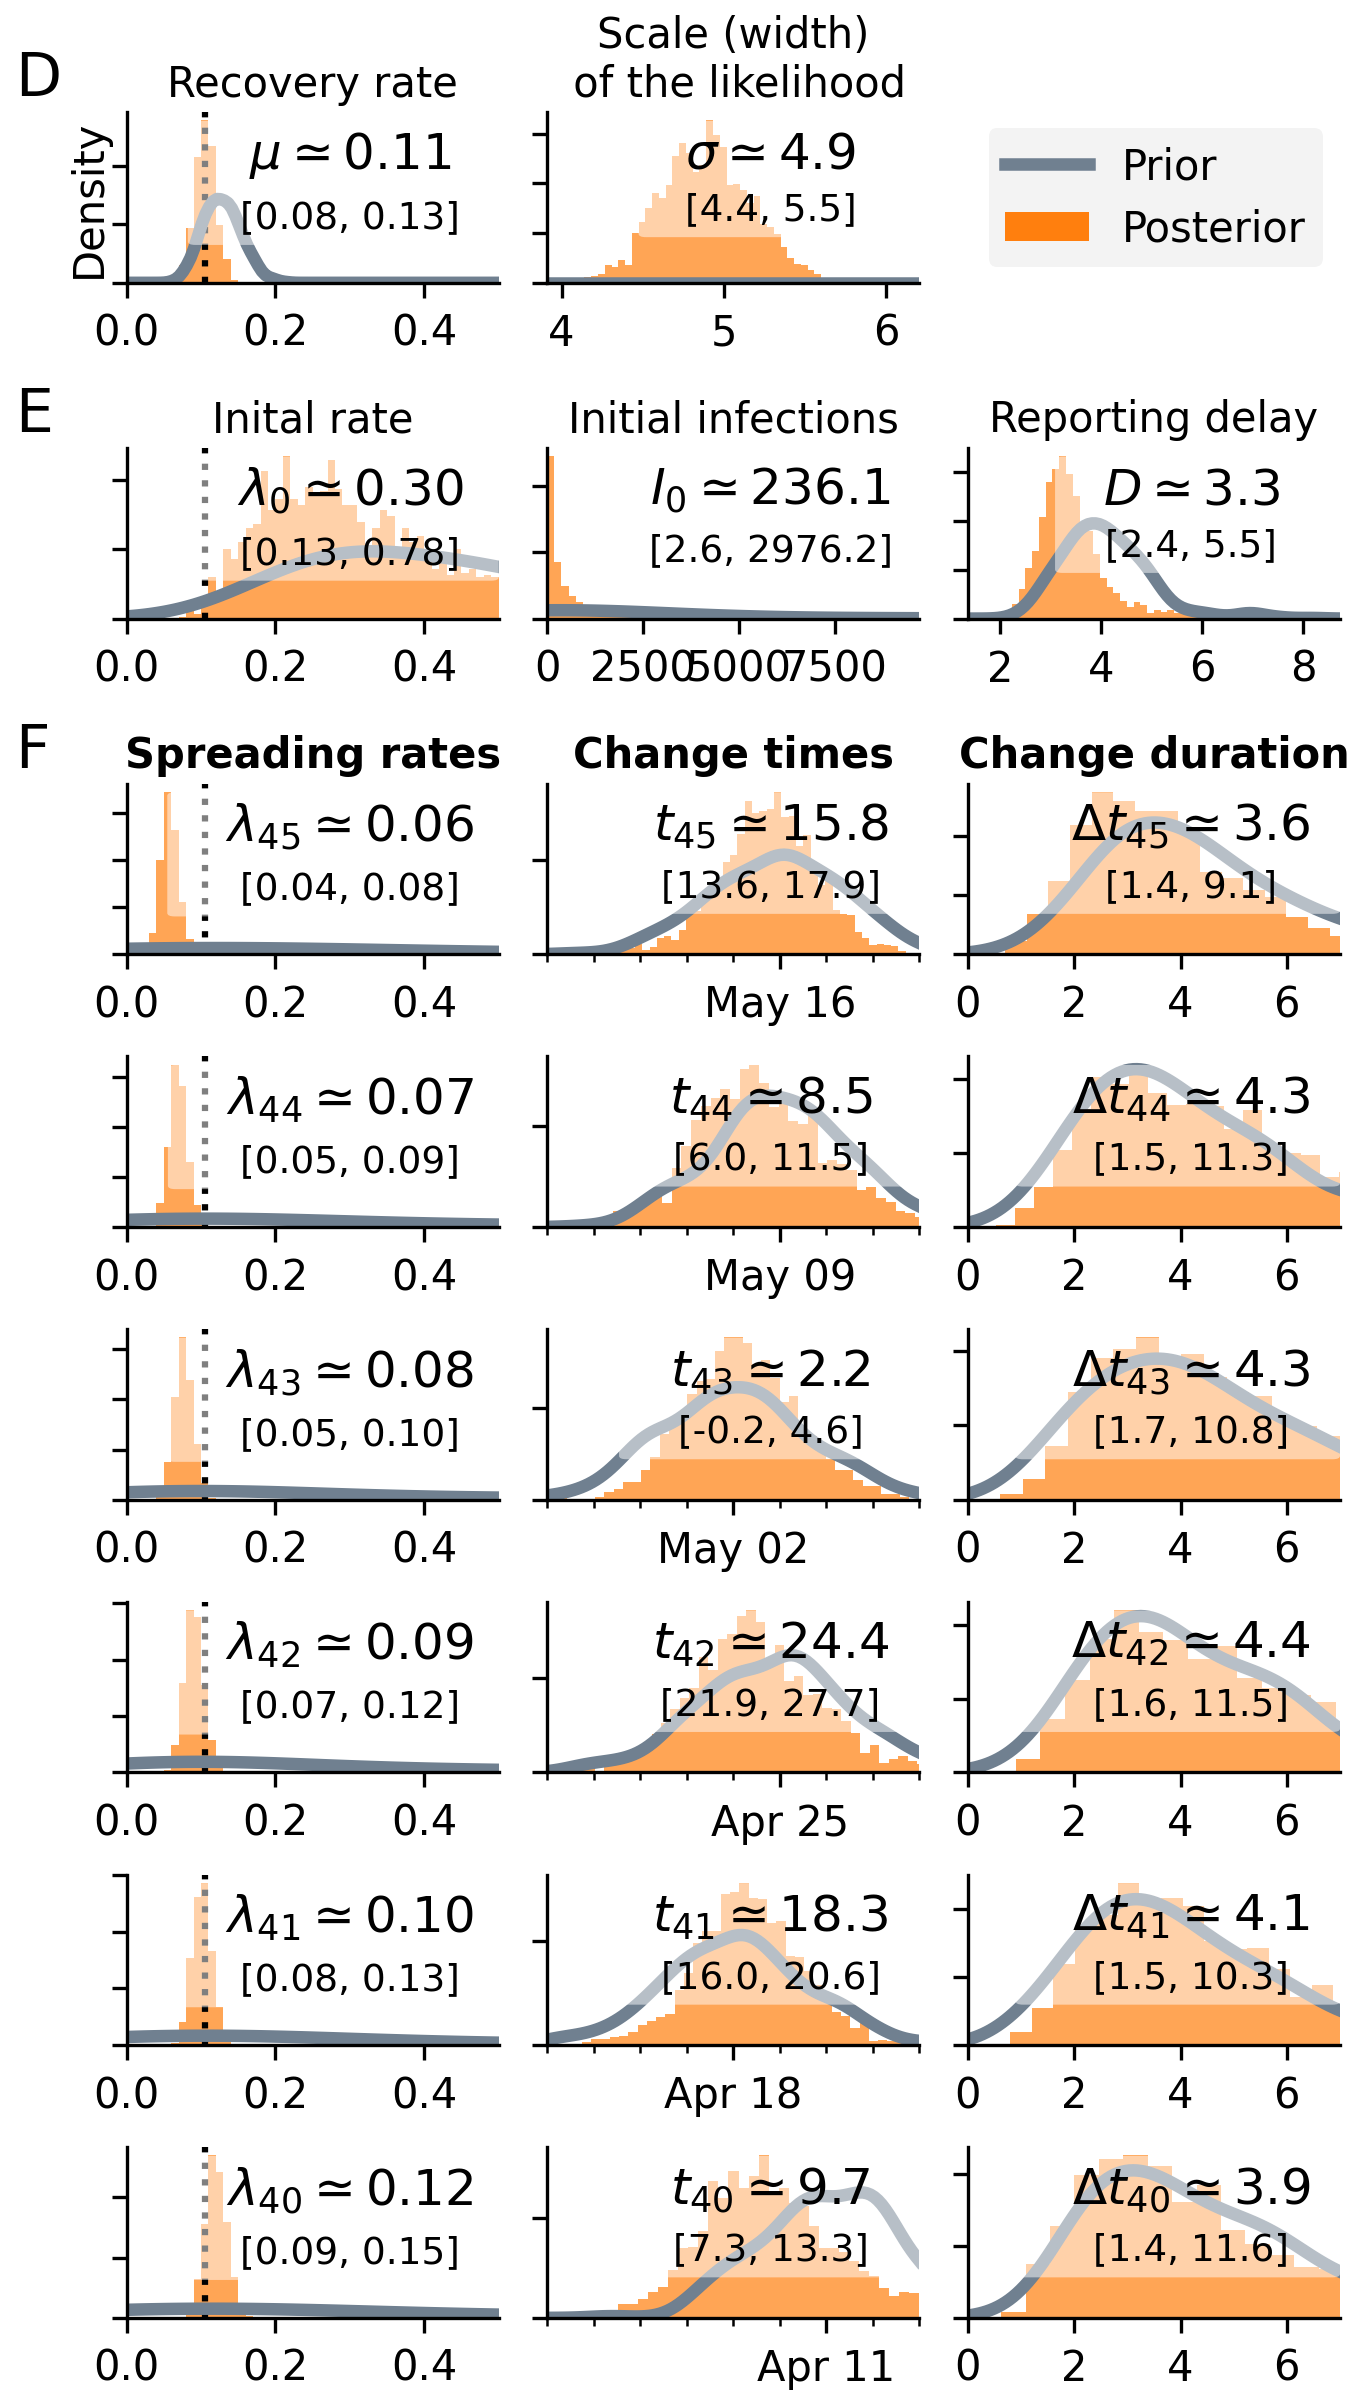 D
Recovery rate
Scale (width)
of the likelihood
Density
μ ≃ 0.11
[0.08, 0.13]
0.0 0.2 0.4
σ ≃ 4.9
[4.4, 5.5]
4 5 6
Prior
Posterior
E
Inital rate
λ₀ ≃ 0.30
[0.13, 0.78]
0.0 0.2 0.4
Initial infections
I₀ ≃ 236.1
[2.6, 2976.2]
0 2500 5000 7500
Reporting delay
D ≃ 3.3
[2.4, 5.5]
2 4 6 8
F
Spreading rates
Change times
Change duration
λ₄₅ ≃ 0.06
[0.04, 0.08]
0.0 0.2 0.4
t₄₅ ≃ 15.8
[13.6, 17.9]
May 16
Δt₄₅ ≃ 3.6
[1.4, 9.1]
0 2 4 6
λ₄₄ ≃ 0.07
[0.05, 0.09]
0.0 0.2 0.4
t₄₄ ≃ 8.5
[6.0, 11.5]
May 09
Δt₄₄ ≃ 4.3
[1.5, 11.3]
0 2 4 6
λ₄₃ ≃ 0.08
[0.05, 0.10]
0.0 0.2 0.4
t₄₃ ≃ 2.2
[-0.2, 4.6]
May 02
Δt₄₃ ≃ 4.3
[1.7, 10.8]
0 2 4 6
λ₄₂ ≃ 0.09
[0.07, 0.12]
0.0 0.2 0.4
t₄₂ ≃ 24.4
[21.9, 27.7]
Apr 25
Δt₄₂ ≃ 4.4
[1.6, 11.5]
0 2 4 6
λ₄₁ ≃ 0.10
[0.08, 0.13]
0.0 0.2 0.4
t₄₁ ≃ 18.3
[16.0, 20.6]
Apr 18
Δt₄₁ ≃ 4.1
[1.5, 10.3]
0 2 4 6
λ₄₀ ≃ 0.12
[0.09, 0.15]
0.0 0.2 0.4
t₄₀ ≃ 9.7
[7.3, 13.3]
Apr 11
Δt₄₀ ≃ 3.9
[1.4, 11.6]
0 2 4 6